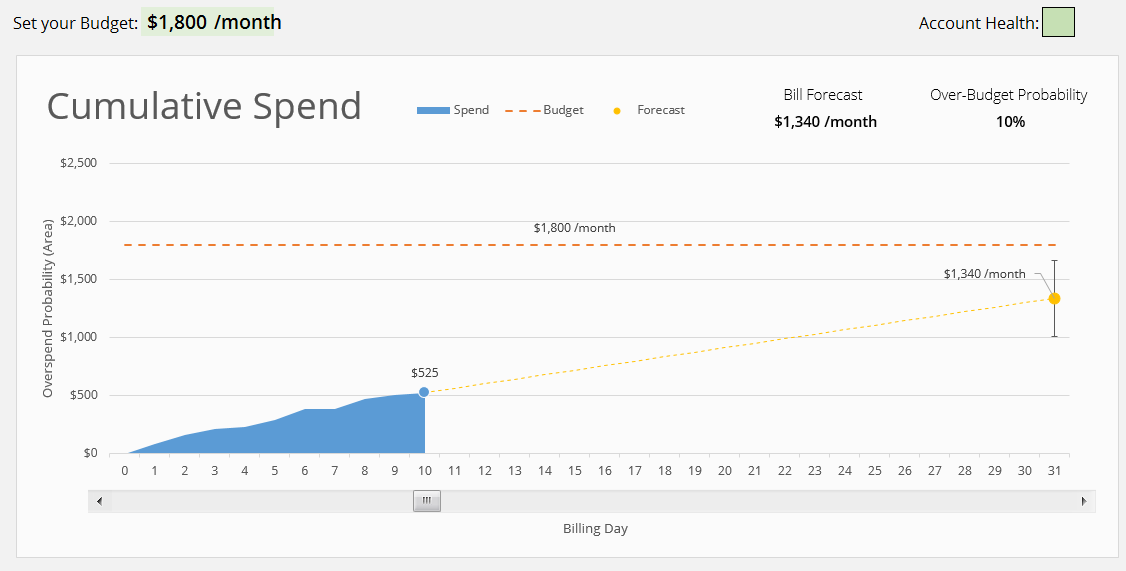 Set your Budget: $1,800 /month
Account Health:
Cumulative Spend
Spend
Budget
Forecast
Bill Forecast
$1,340 /month
Over-Budget Probability
10%
Overspend Probability (Area)
$2,500
$2,000
$1,500
$1,000
$500
$0
$1,800 /month
$1,340 /month
$525
0 1 2 3 4 5 6 7 8 9 10 11 12 13 14 15 16 17 18 19 20 21 22 23 24 25 26 27 28 29 30 31
Billing Day